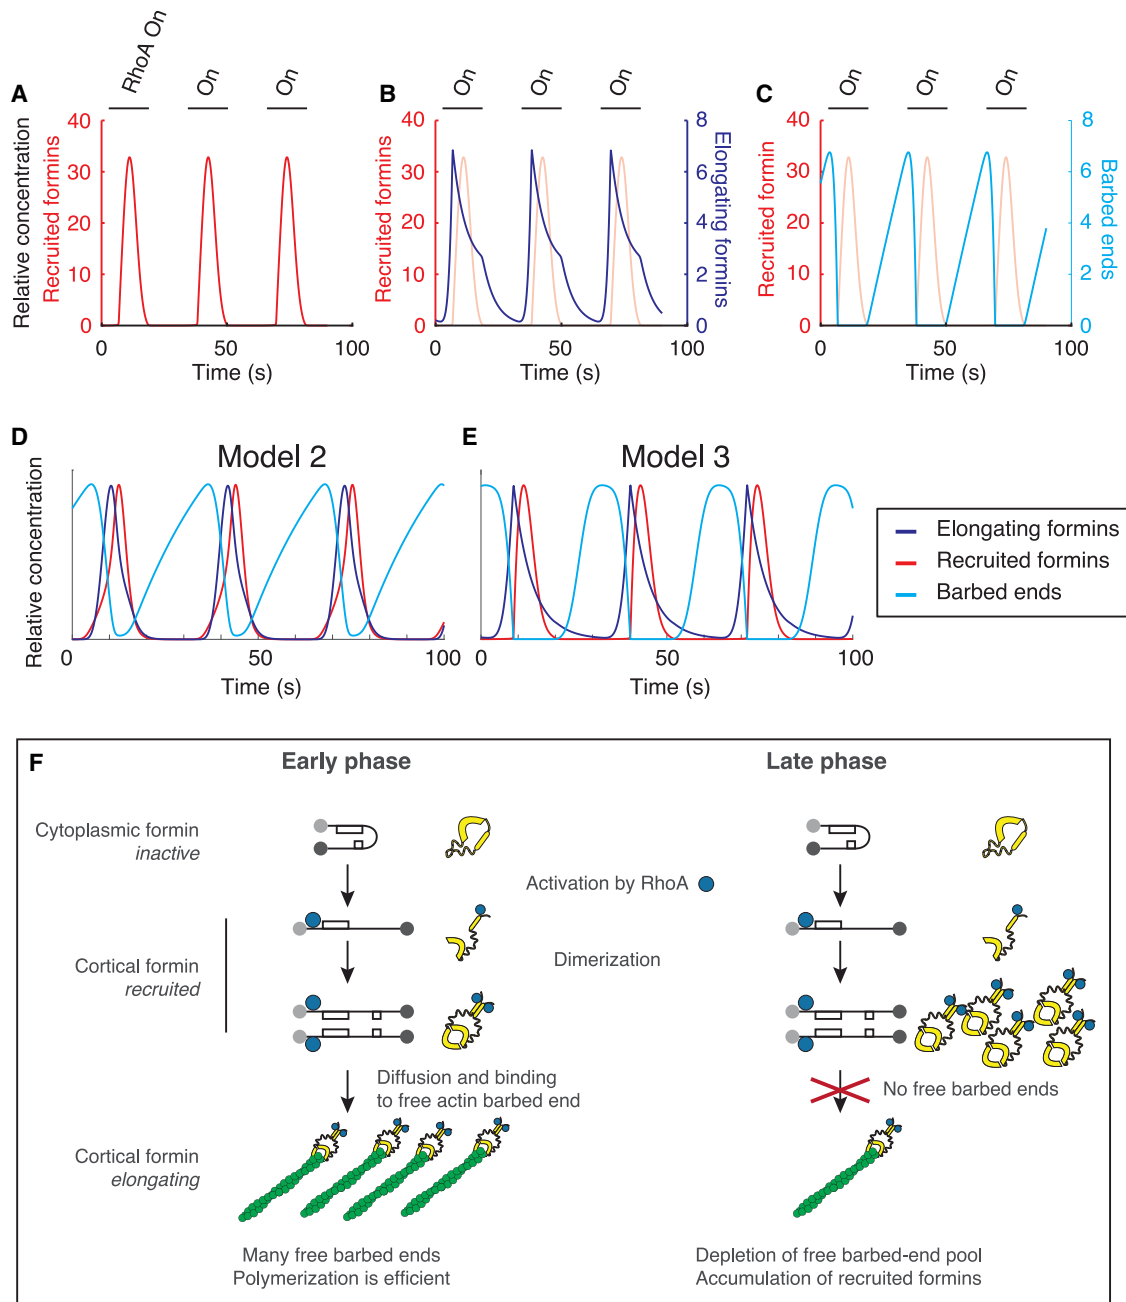 A
RhoA On
On
On
Relative concentration
Recruited formins
40
30
20
10
0
0
50
100
Time (s)
B
On
On
On
Recruited formins
40
30
20
10
0
8
6
4
2
0
Elongating formins
0
50
100
Time (s)
C
On
On
On
Recruited formin
40
30
20
10
0
8
6
4
2
0
Barbed ends
0
50
100
Time (s)
D
Model 2
Relative concentration
0
50
100
Time (s)
E
Model 3
0
50
100
Time (s)
Elongating formins
Recruited formins
Barbed ends
F
Early phase
Late phase
Cytoplasmic formin
inactive
Activation by RhoA
Cortical formin
recruited
Dimerization
Diffusion and binding
to free actin barbed end
No free barbed ends
Cortical formin
elongating
Many free barbed ends
Polymerization is efficient
Depletion of free barbed-end pool
Accumulation of recruited formins